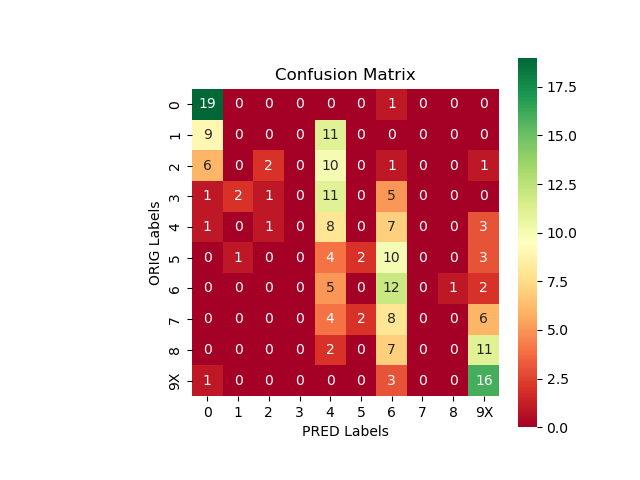 Confusion Matrix
0 19 0 0 0 0 0 1 0 0 0
1 9 0 0 0 11 0 0 0 0 0
2 6 0 2 0 10 0 1 0 0 1
3 1 2 1 0 11 0 5 0 0 0
4 1 0 1 0 8 0 7 0 0 3
5 0 1 0 0 4 2 10 0 0 3
6 0 0 0 0 5 0 12 0 1 2
7 0 0 0 0 4 2 8 0 0 6
8 0 0 0 0 2 0 7 0 0 11
9X 1 0 0 0 0 0 3 0 0 16
0 1 2 3 4 5 6 7 8 9X
ORIG Labels
PRED Labels
17.5
15.0
12.5
10.0
7.5
5.0
2.5
0.0